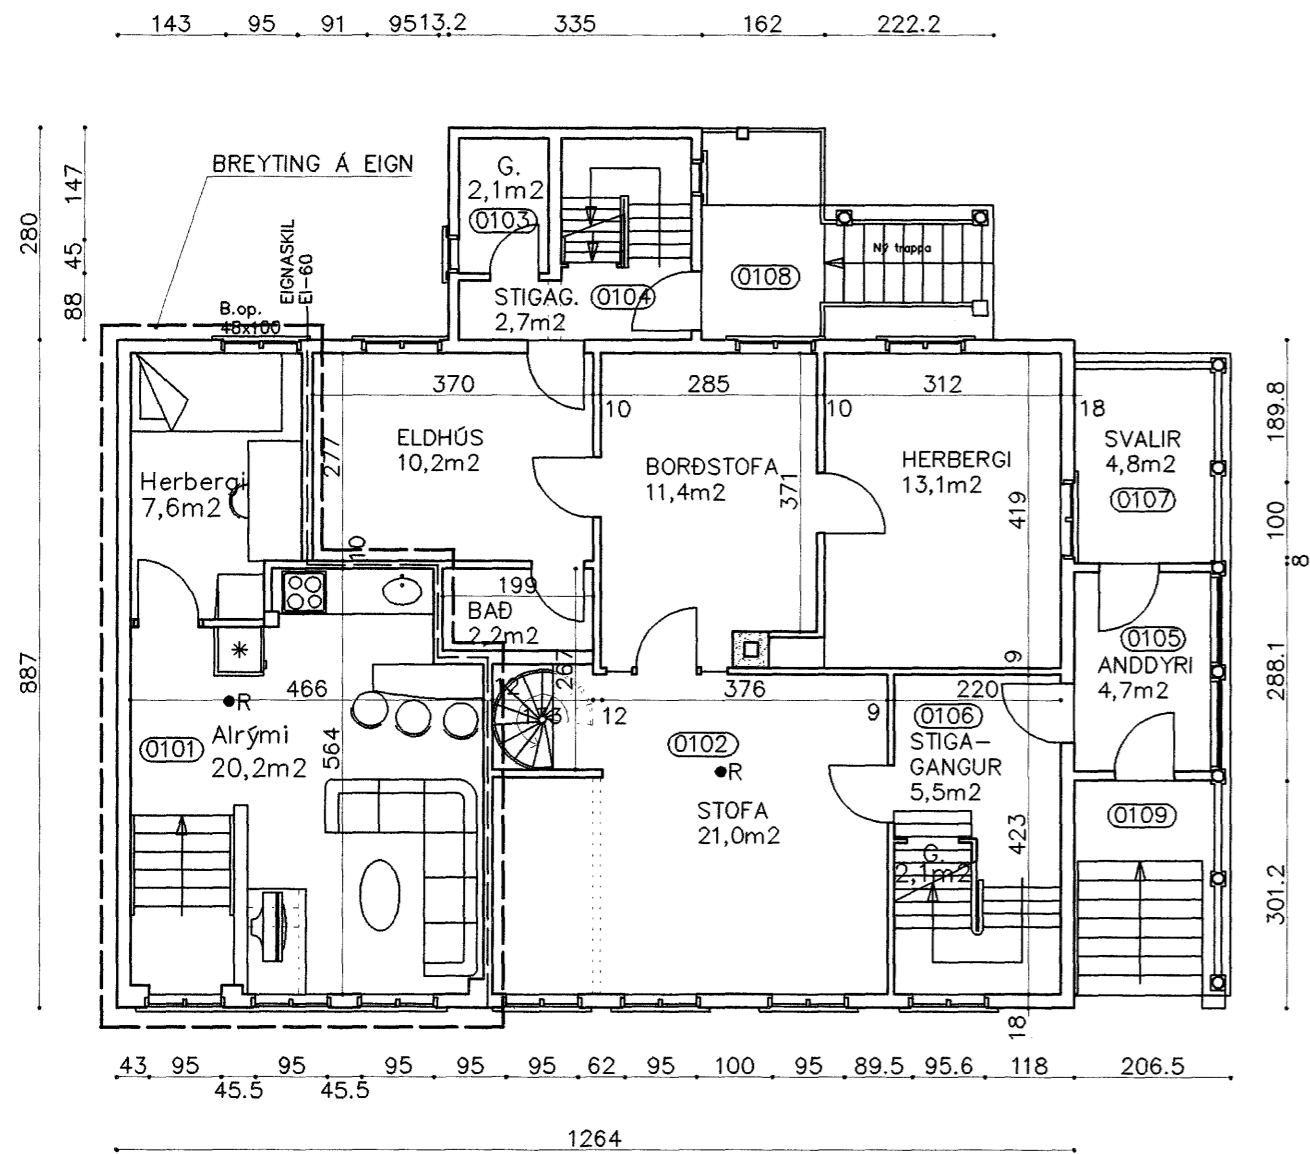 143 95 91 95 13.2 335 162 222.2
BREYTING Á EIGN
280
147
45
88
EIGNASKIL
EI-60
B.op.
48x100
G.
2,1m2
0103
STIGAG.
2,7m2
0104
0108
Ný trappa
370
10
285
10
312
18
277
ELDHÚS
10,2m2
BORÐSTOFA
11,4m2
371
HERBERGI
13,1m2
419
SVALIR
4,8m2
0107
189.8
100
8
Herbergi
7,6m2
10
199
BAÐ
2,2m2
267
887
466
R
Alrými
20,2m2
0101
564
12
376
9
9
220
0102
R
STOFA
21,0m2
0106
STIGA-
GANGUR
5,5m2
G.
2,1m2
423
0105
ANDDYRI
4,7m2
0109
288.1
301.2
18
43 95 95 95 95 95 62 95 100 95 89.5 95.6 118 206.5
45.5 45.5
1264